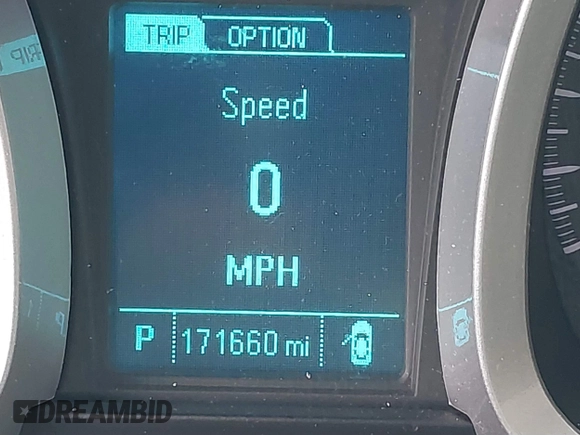 TRIP OPTION
Speed
0
MPH
P 171660 mi
DREAMBID